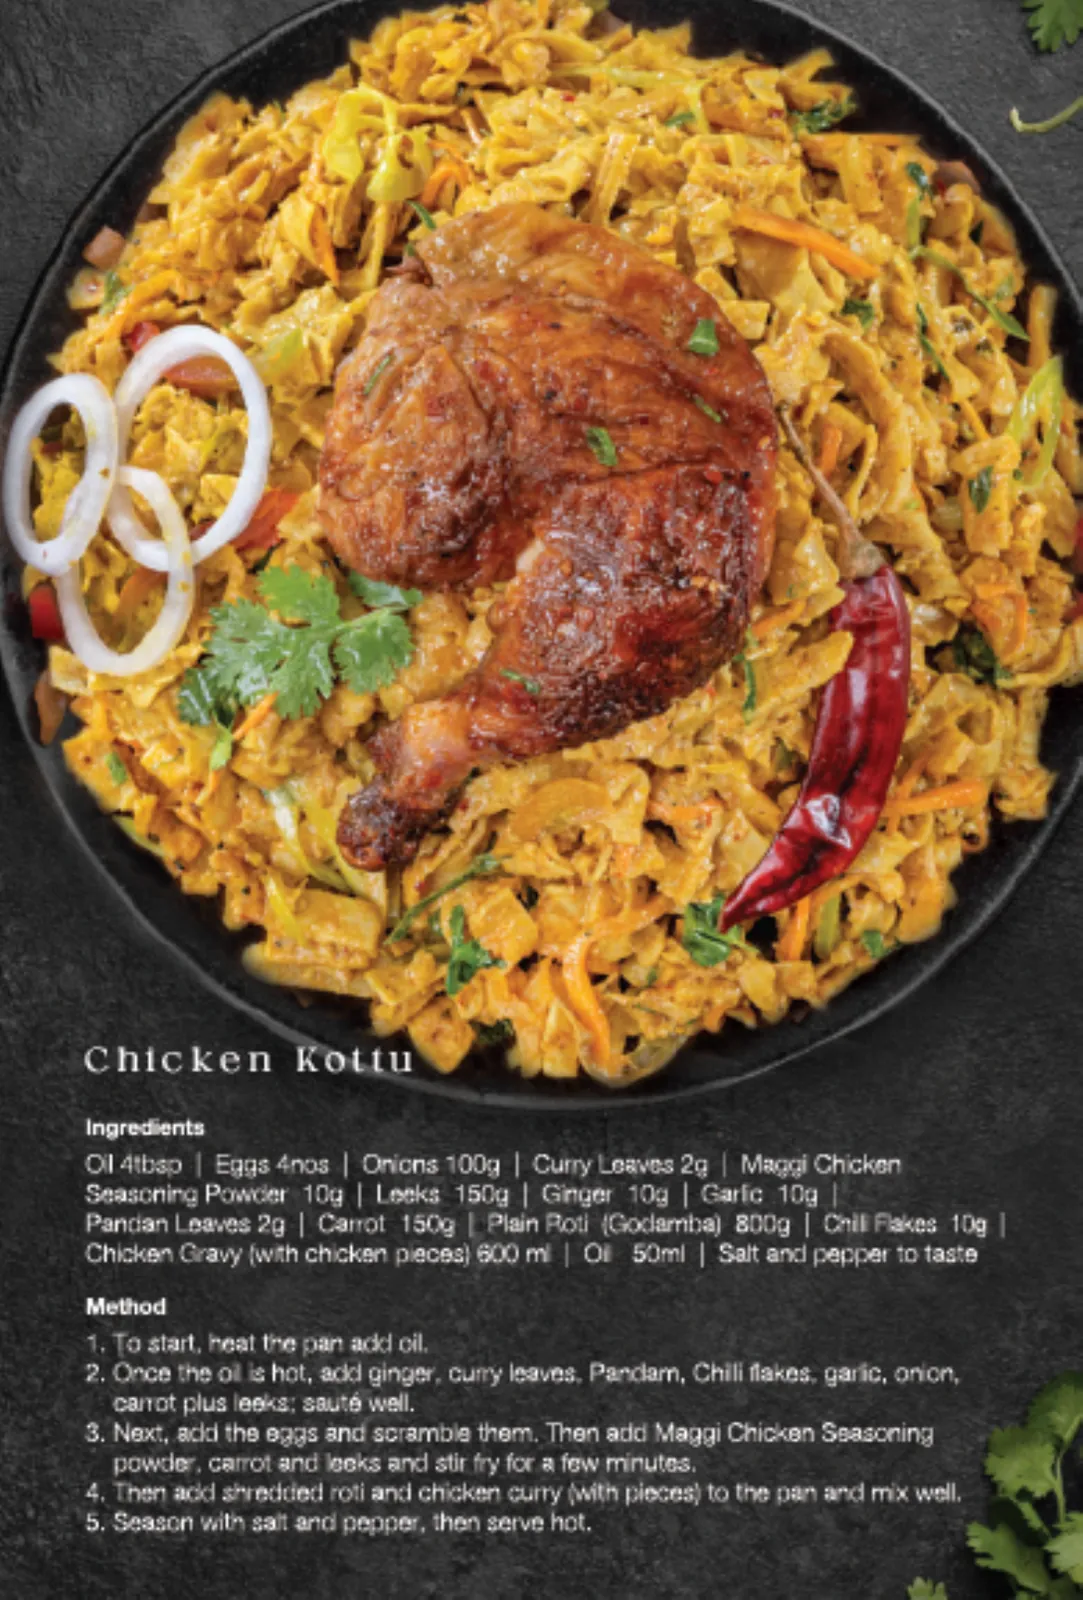 Chicken Kottu
Ingredients
Oil 4tbsp | Eggs 4nos | Onions 100g | Curry Leaves 2g | Maggi Chicken
Seasoning Powder 10g | Leeks 150g | Ginger 10g | Garlic 10g |
Pandan Leaves 2g | Carrot 150g | Plain Roti (Godamba) 800g | Chilli Flakes 10g |
Chicken Gravy (with chicken pieces) 600 ml | Oil 50ml | Salt and pepper to taste
Method
1. To start, heat the pan add oil.
2. Once the oil is hot, add ginger, curry leaves, Pandam, Chilli flakes, garlic, onion,
carrot plus leeks; sauté well.
3. Next, add the eggs and scramble them. Then add Maggi Chicken Seasoning
powder, carrot and leeks and stir fry for a few minutes.
4. Then add shredded roti and chicken curry (with pieces) to the pan and mix well.
5. Season with salt and pepper, then serve hot.